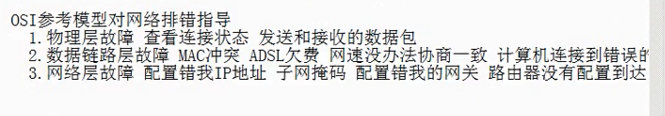 OSI参考模型对网络排错指导
1.物理层故障 查看连接状态 发送和接收的数据包
2.数据链路层故障 MAC冲突 ADSL欠费 网速没办法协商一致 计算机连接到错误的
3.网络层故障 配置错我IP地址 子网掩码 配置错我的网关 路由器没有配置到达